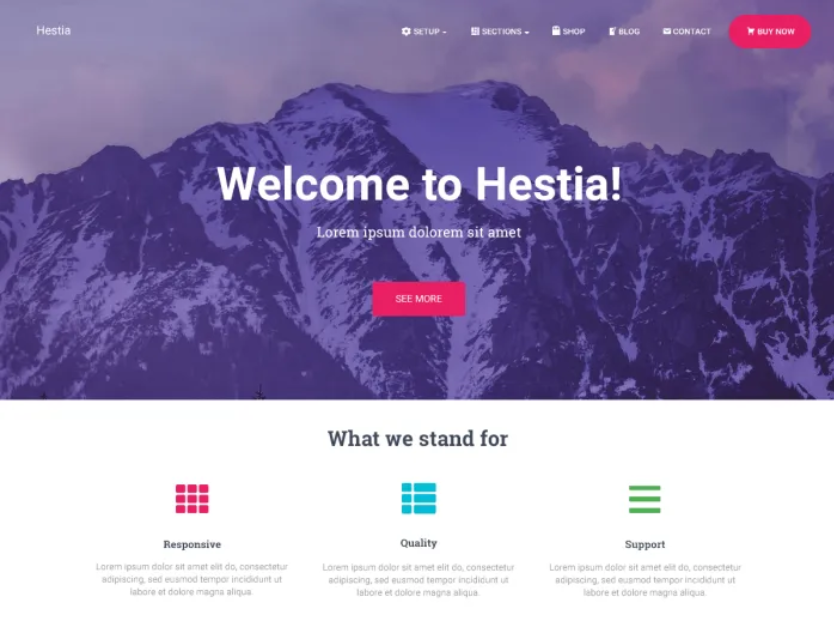 Hestia
SETUP
SECTIONS
SHOP
BLOG
CONTACT
BUY NOW
Welcome to Hestia!
Lorem ipsum dolorem sit amet
SEE MORE
What we stand for
Responsive
Lorem ipsum dolor sit amet elit do, consectetur
adipiscing, sed eusmod tempor incididunt ut
labore et dolore magna aliqua.
Quality
Lorem ipsum dolor sit amet elit do, consectetur
adipiscing, sed eusmod tempor incididunt ut
labore et dolore magna aliqua.
Support
Lorem ipsum dolor sit amet elit do, consectetur
adipiscing, sed eusmod tempor incididunt ut
labore et dolore magna aliqua.